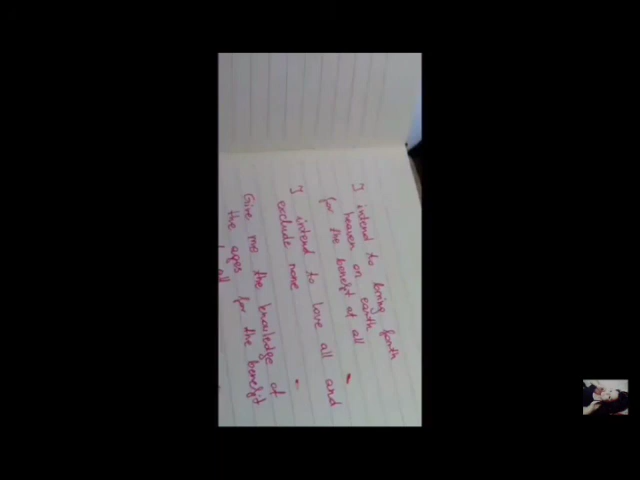 I intend to bring forth
heaven on earth
for the benefit of all
I intend to love all and
exclude none
Give me the knowledge of
the ages for the benefit
all